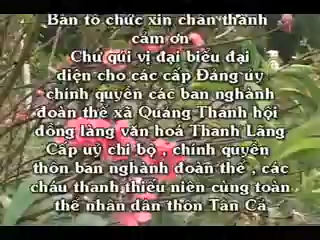 Ban tổ chức xin chân thành
cảm ơn
Chư qúi vị đại biểu đại
diện cho các cấp Đảng ủy
chính quyền các ban nghành
đoàn thể xã Quảng Thành hội
đồng làng văn hoá Thanh Lãng
Cấp uỷ chi bộ , chính quyền
thôn ban nghành đoàn thể , các
cháu thanh thiếu niên cùng toàn
thể nhân dân thôn Tân Cả